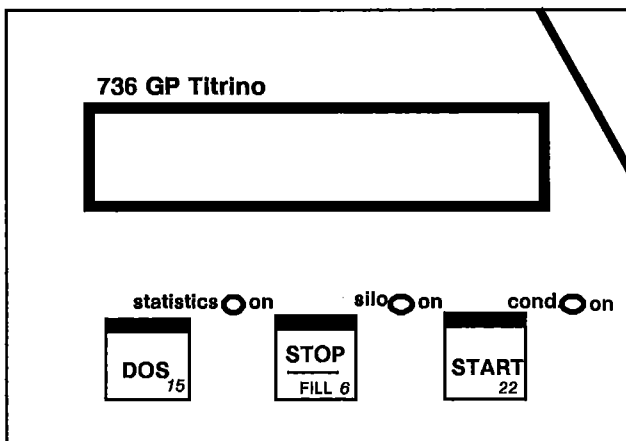 736 GP Titrino
statistics on silo on cond. on
DOS 15
STOP
FILL 6
START
22